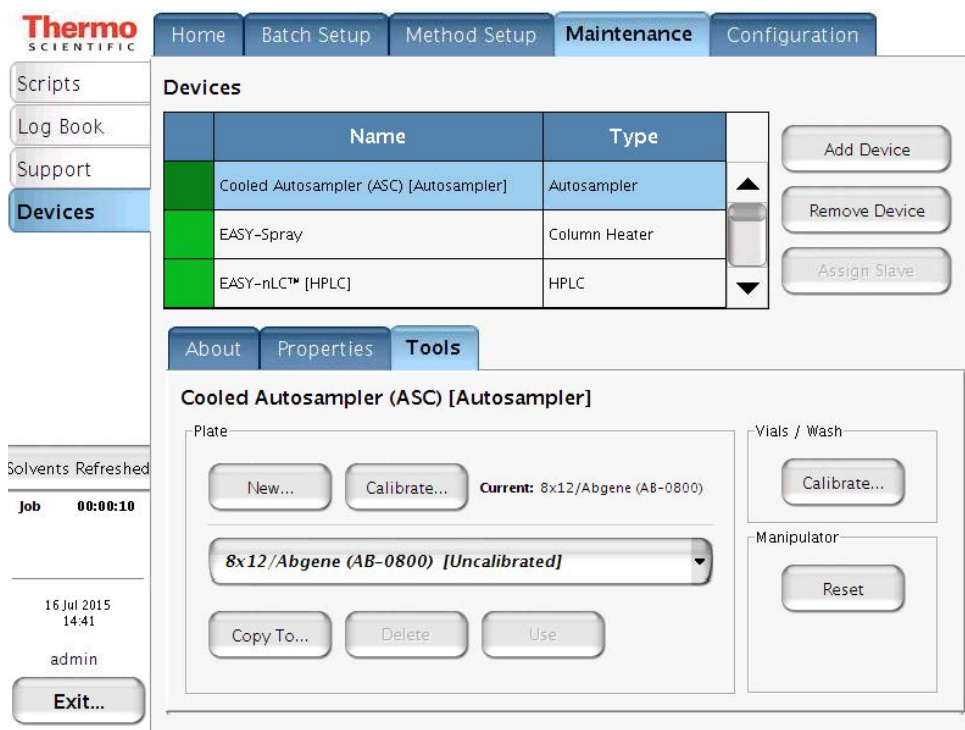 Thermo
SCIENTIFIC
Home
Batch Setup
Method Setup
Maintenance
Configuration
Scripts
Log Book
Support
Devices
Devices
Name
Type
Cooled Autosampler (ASC) [Autosampler]
Autosampler
EASY-Spray
Column Heater
EASY-nLC™ [HPLC]
HPLC
Add Device
Remove Device
Assign Slave
About
Properties
Tools
Cooled Autosampler (ASC) [Autosampler]
Plate
New...
Calibrate...
Current: 8x12/Abgene (AB-0800)
8x12/Abgene (AB-0800) [Uncalibrated]
Copy To...
Delete
Use
Vials / Wash
Calibrate...
Manipulator
Reset
Solvents Refreshed
Job 00:00:10
16 Jul 2015
14:41
admin
Exit...